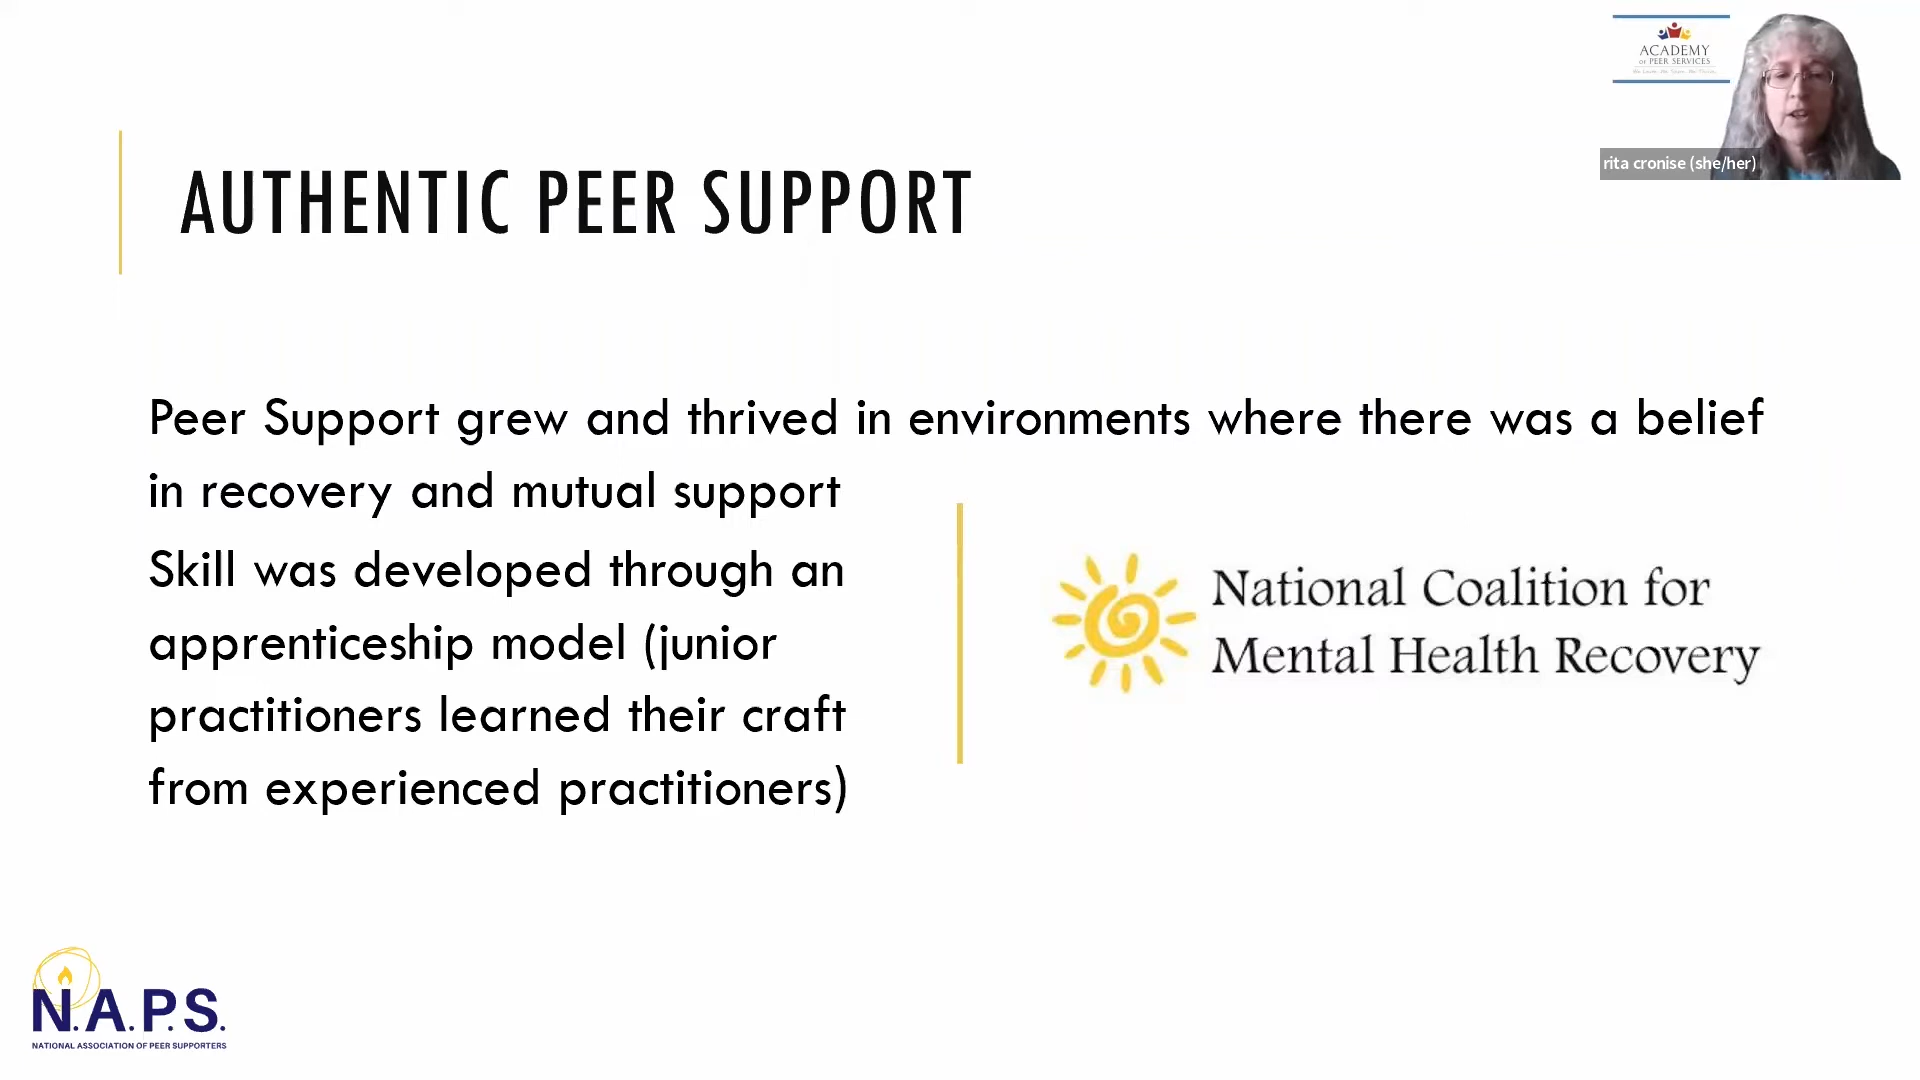 ACADEMY
OF PEER SERVICES
rita cronise (she/her)
AUTHENTIC PEER SUPPORT
Peer Support grew and thrived in environments where there was a belief
in recovery and mutual support
Skill was developed through an
apprenticeship model (junior
practitioners learned their craft
from experienced practitioners)
National Coalition for
Mental Health Recovery
N.A.P.S.
NATIONAL ASSOCIATION OF PEER SUPPORTERS